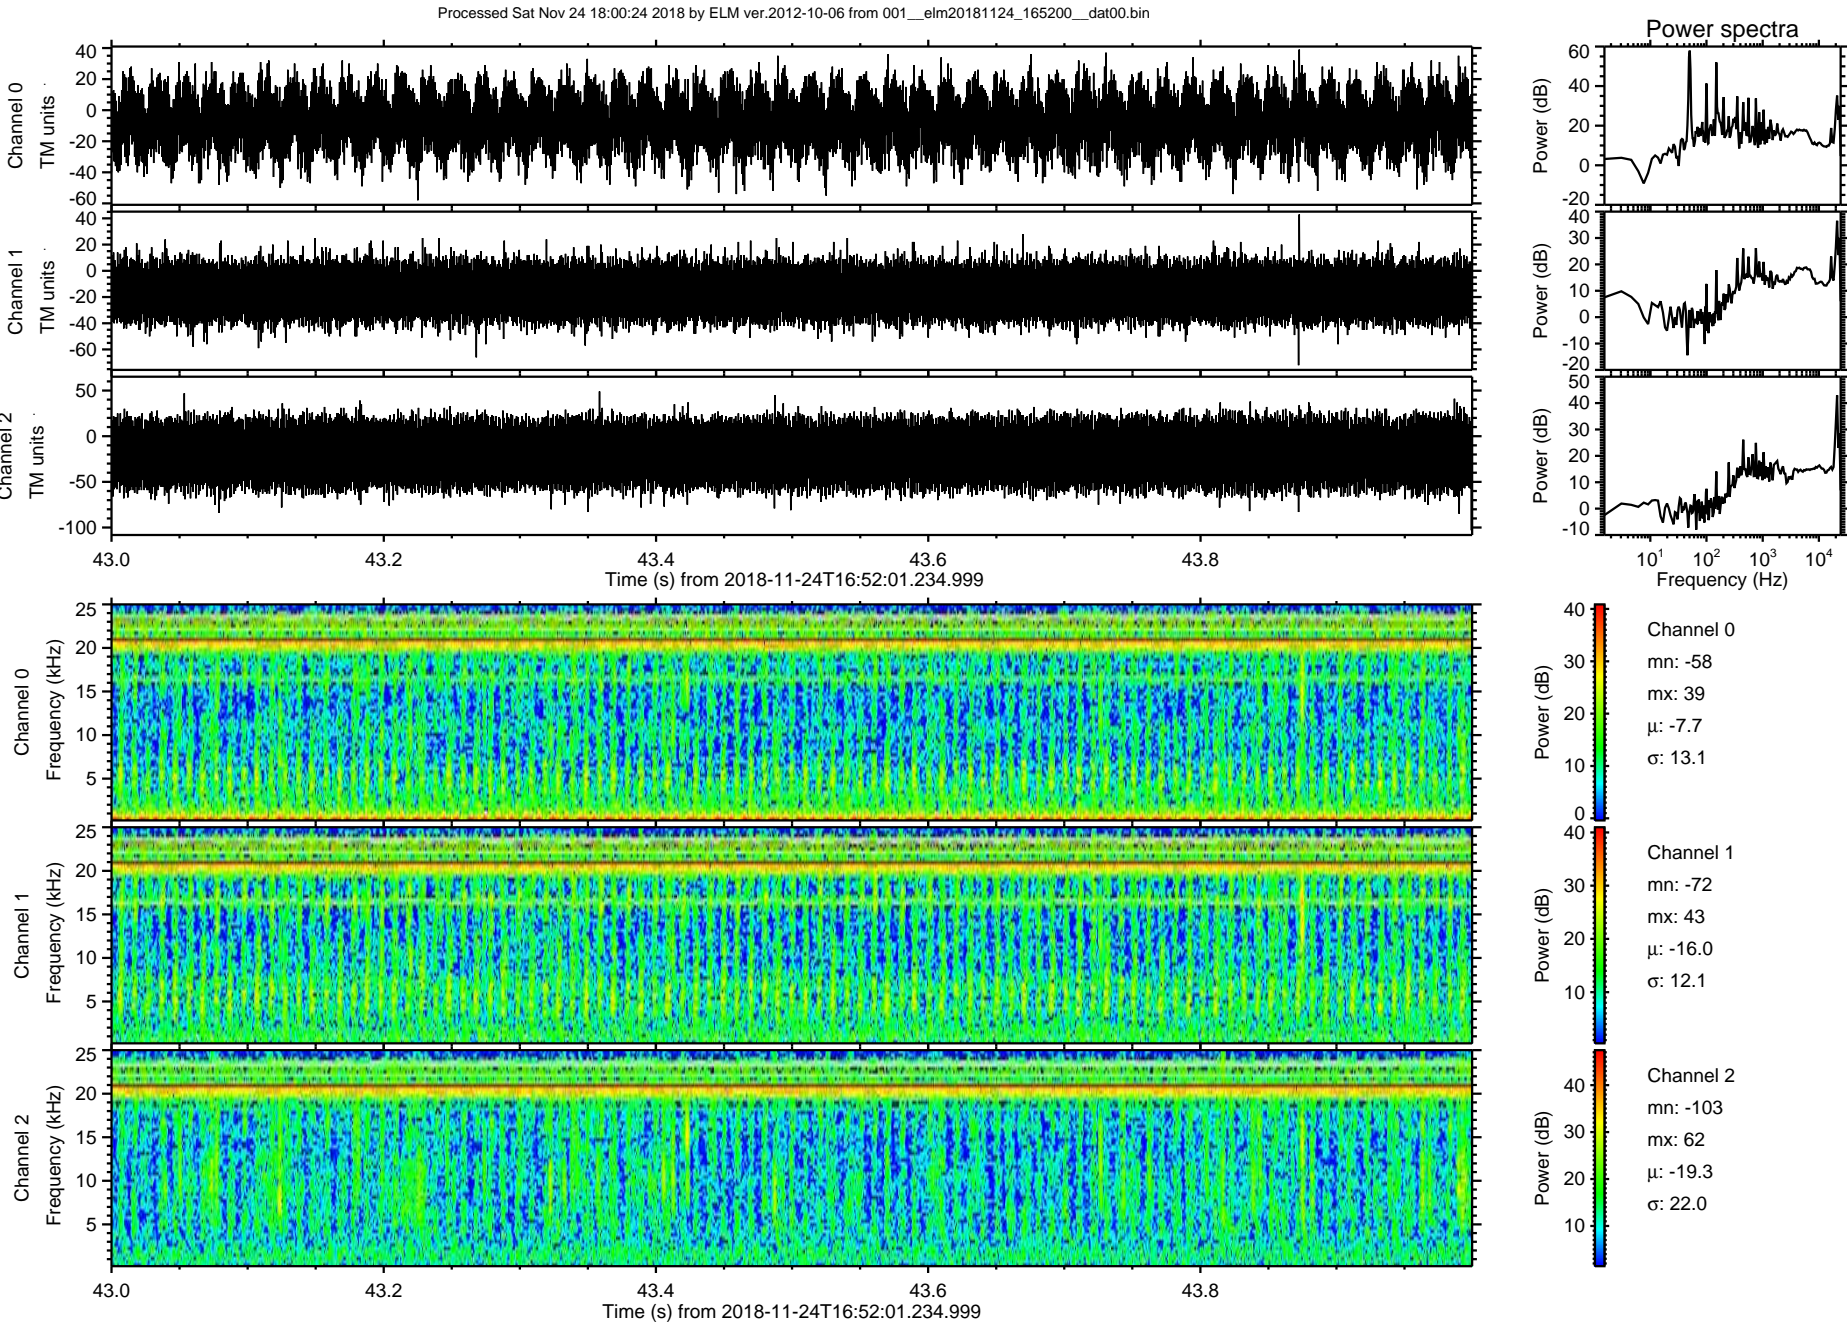 Processed Sat Nov 24 18:00:24 2018 by ELM ver.2012-10-06 from 001__elm20181124_165200__dat00.bin
Power spectra
Channel 0
TM units
40
20
0
-20
-40
-60
Power (dB)
60
40
20
0
-20
Channel 1
TM units
40
20
0
-20
-40
-60
Power (dB)
40
30
20
10
0
-10
-20
Channel 2
TM units
50
0
-50
-100
Power (dB)
50
40
30
20
10
0
-10
43.0 43.2 43.4 43.6 43.8
Time (s) from 2018-11-24T16:52:01.234.999
10^1 10^2 10^3 10^4
Frequency (Hz)
Channel 0
Frequency (kHz)
25
20
15
10
5
Power (dB)
40
30
20
10
0
Channel 0
mn: -58
mx: 39
μ: -7.7
σ: 13.1
Channel 1
Frequency (kHz)
25
20
15
10
5
Power (dB)
40
30
20
10
Channel 1
mn: -72
mx: 43
μ: -16.0
σ: 12.1
Channel 2
Frequency (kHz)
25
20
15
10
5
Power (dB)
40
30
20
10
Channel 2
mn: -103
mx: 62
μ: -19.3
σ: 22.0
43.0 43.2 43.4 43.6 43.8
Time (s) from 2018-11-24T16:52:01.234.999